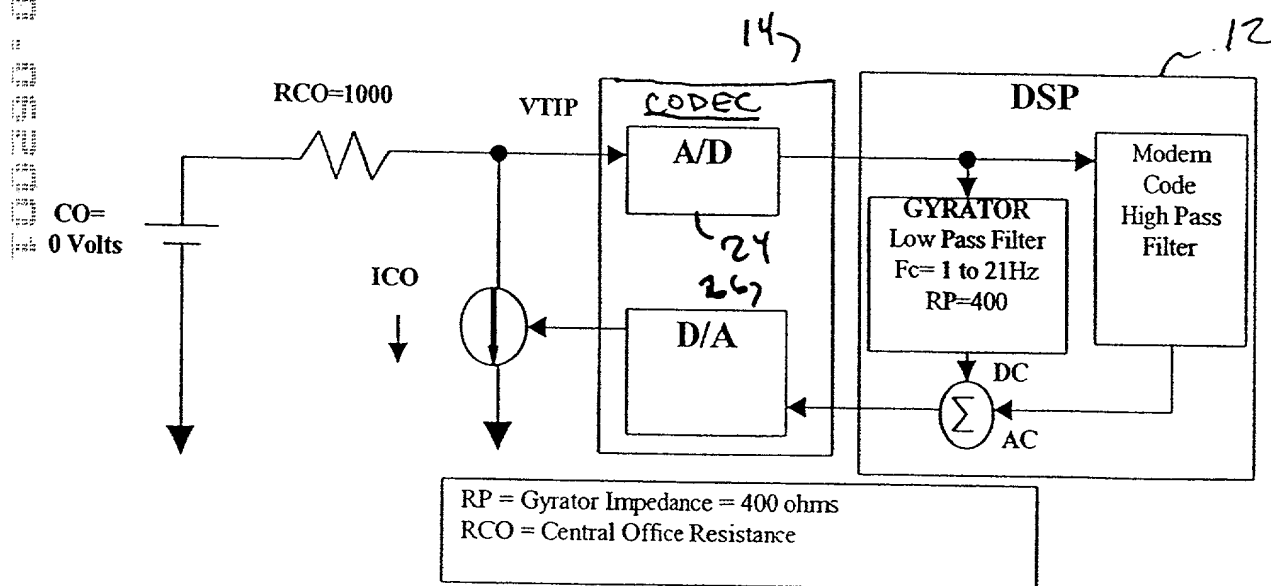 14
12
RCO=1000
VTIP
CODEC
DSP
A/D
Modem
Code
High Pass
Filter
CO=
0 Volts
24
GYRATOR
Low Pass Filter
Fc= 1 to 21Hz
RP=400
ICO
26
D/A
DC
Σ
AC
RP = Gyrator Impedance = 400 ohms
RCO = Central Office Resistance